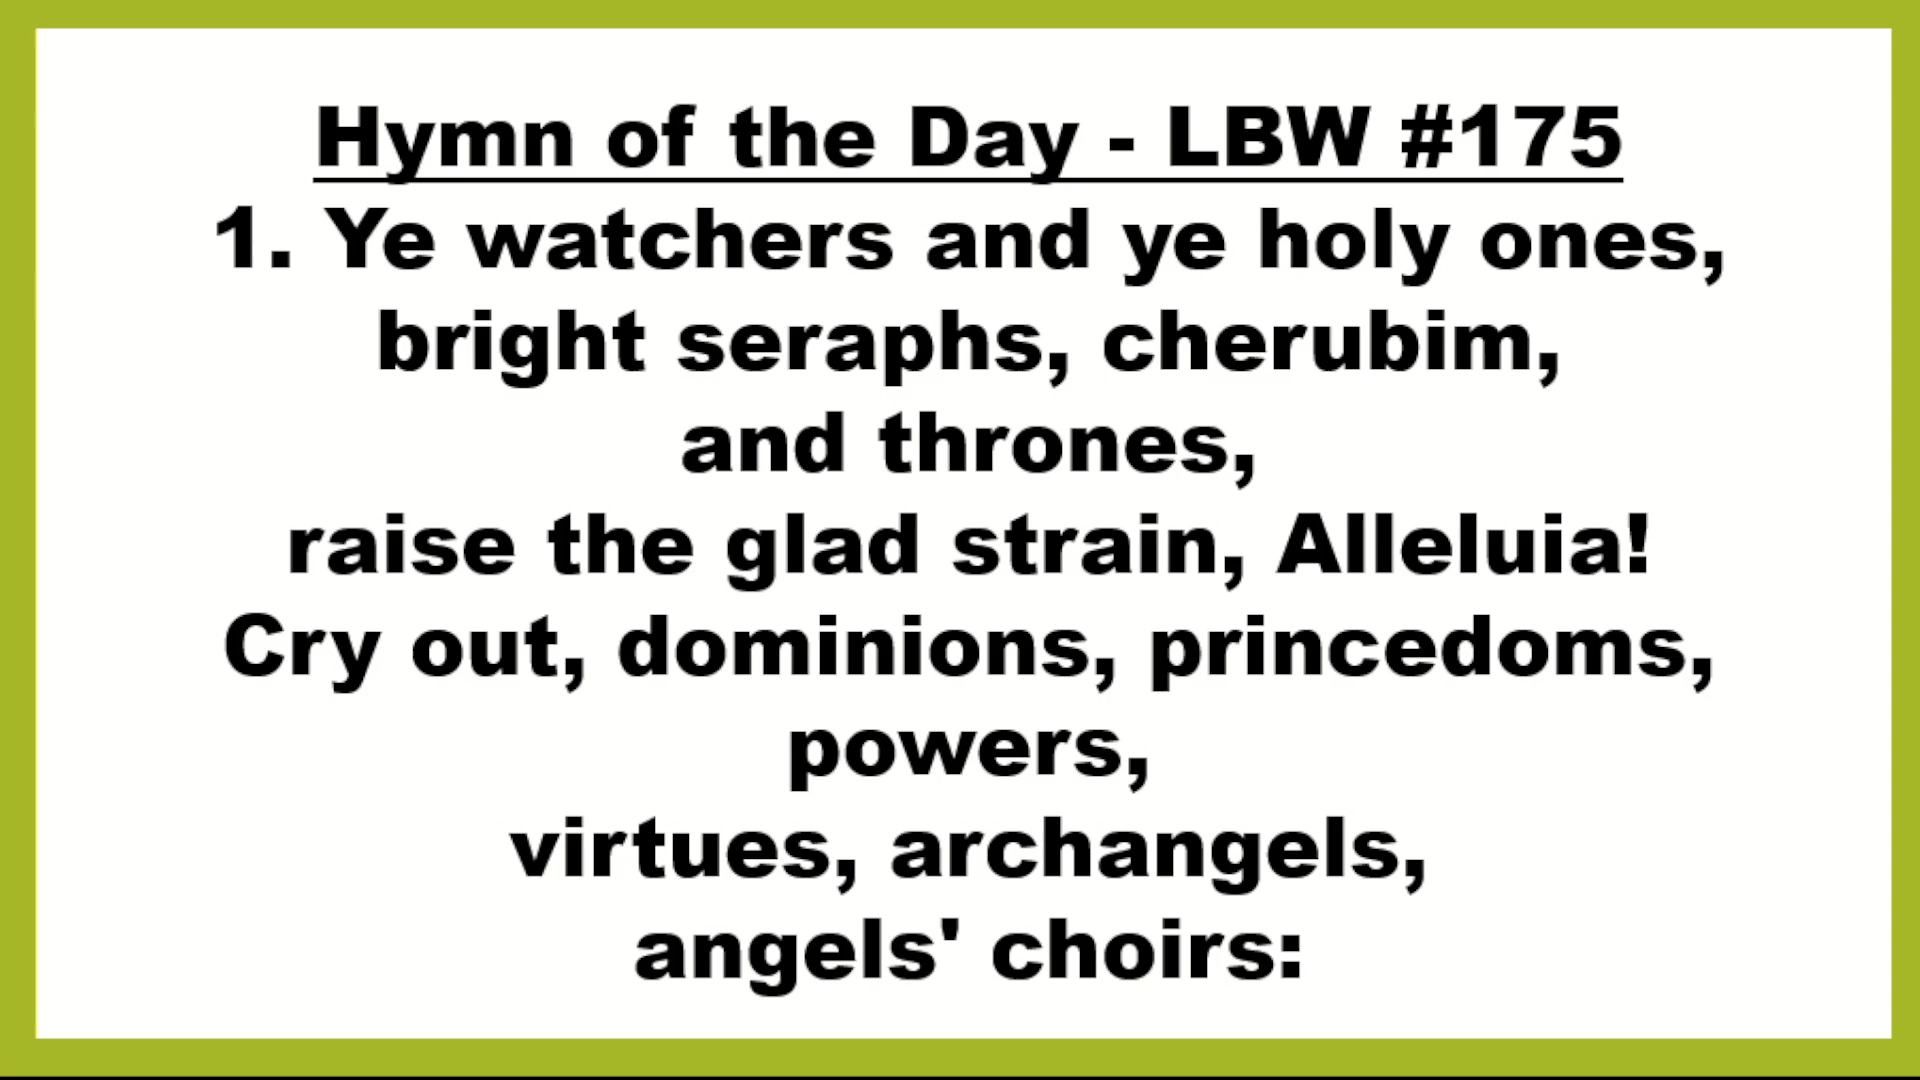 Hymn of the Day - LBW #175
1. Ye watchers and ye holy ones,
bright seraphs, cherubim,
and thrones,
raise the glad strain, Alleluia!
Cry out, dominions, princedoms,
powers,
virtues, archangels,
angels' choirs: